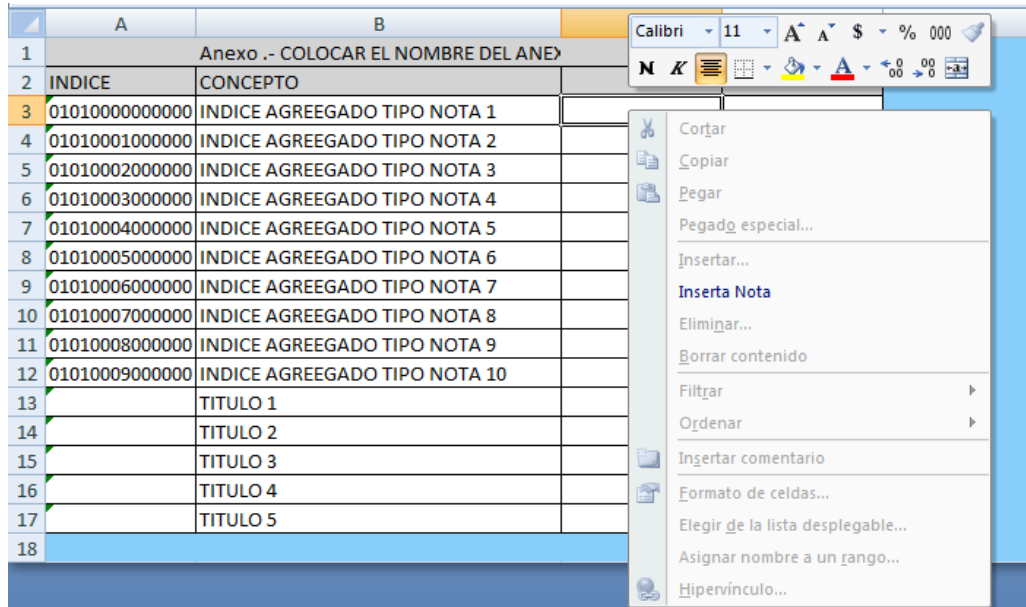 A B
Calibri 11 A A $ % 000
N K A ,0 ,00 ,00 ,0 a
1 Anexo .- COLOCAR EL NOMBRE DEL ANEX
2 INDICE CONCEPTO
3 01010000000000 INDICE AGREEGADO TIPO NOTA 1
4 01010001000000 INDICE AGREEGADO TIPO NOTA 2
5 01010002000000 INDICE AGREEGADO TIPO NOTA 3
6 01010003000000 INDICE AGREEGADO TIPO NOTA 4
7 01010004000000 INDICE AGREEGADO TIPO NOTA 5
8 01010005000000 INDICE AGREEGADO TIPO NOTA 6
9 01010006000000 INDICE AGREEGADO TIPO NOTA 7
10 01010007000000 INDICE AGREEGADO TIPO NOTA 8
11 01010008000000 INDICE AGREEGADO TIPO NOTA 9
12 01010009000000 INDICE AGREEGADO TIPO NOTA 10
13 TITULO 1
14 TITULO 2
15 TITULO 3
16 TITULO 4
17 TITULO 5
18
Cortar
Copiar
Pegar
Pegado especial...
Insertar...
Inserta Nota
Eliminar...
Borrar contenido
Filtrar
Ordenar
Insertar comentario
Formato de celdas...
Elegir de la lista desplegable...
Asignar nombre a un rango...
Hipervínculo...